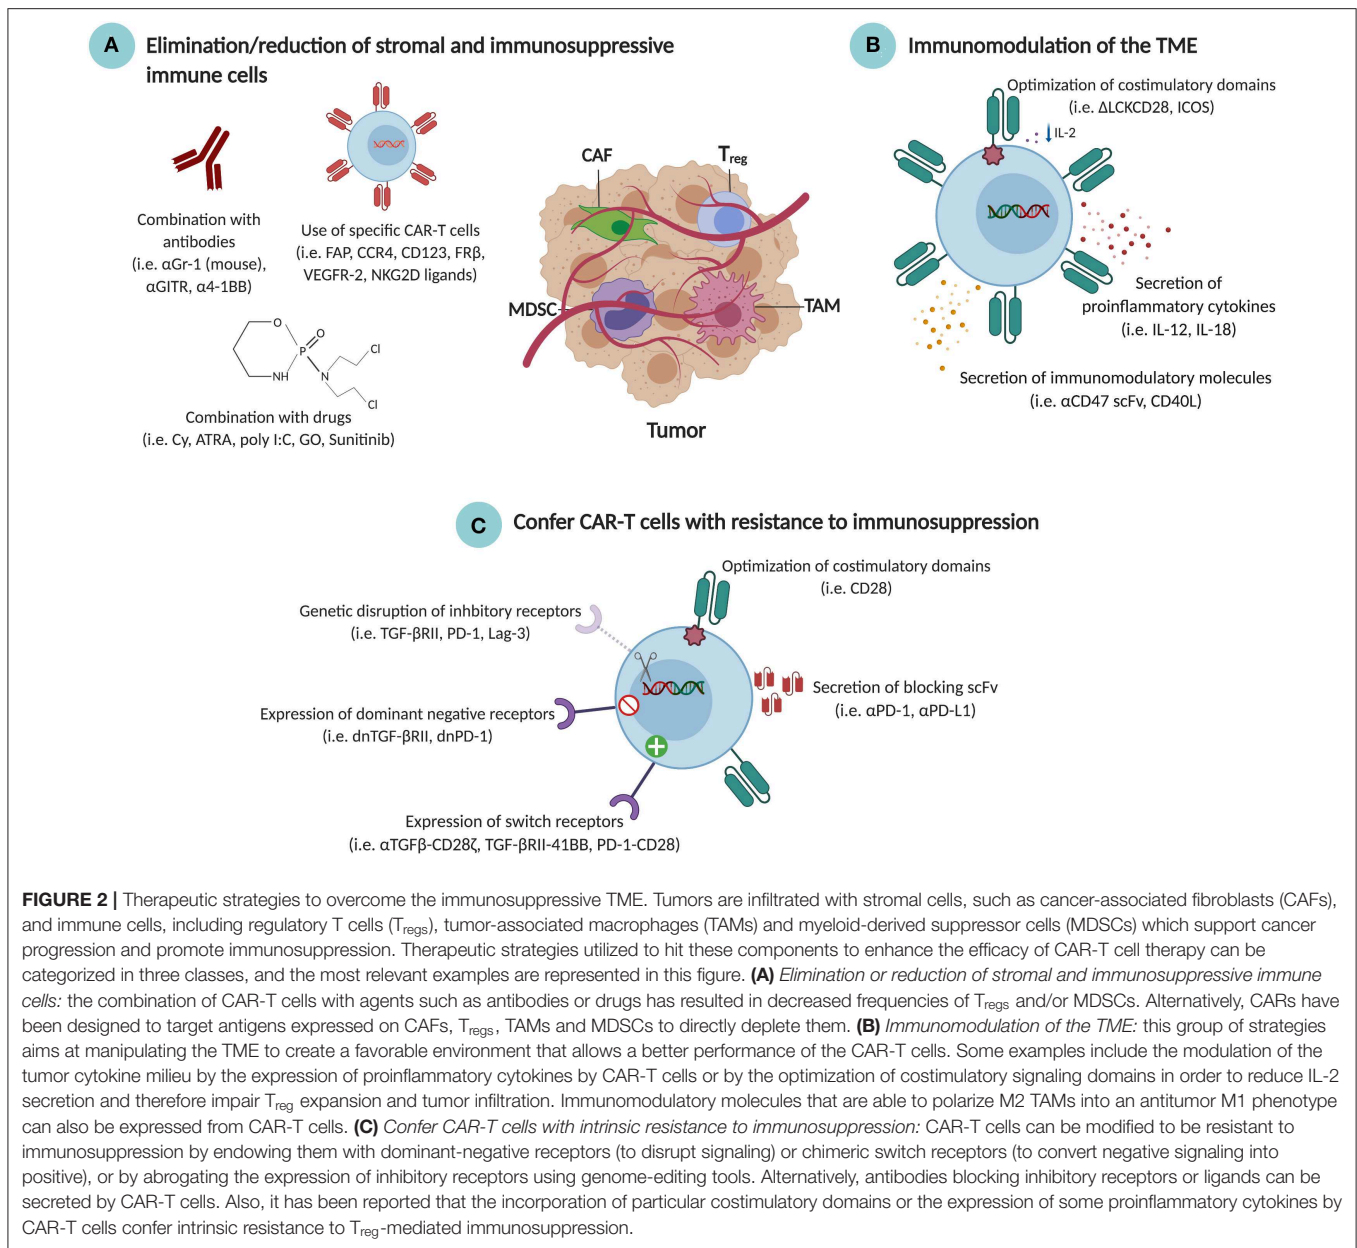 A
Elimination/reduction of stromal and immunosuppressive
immune cells
Combination with
antibodies
(i.e. αGr-1 (mouse),
αGITR, α4-1BB)
Use of specific CAR-T cells
(i.e. FAP, CCR4, CD123, FRβ,
VEGFR-2, NKG2D ligands)
O
O
P
NH
N
Cl
Cl
Combination with drugs
(i.e. Cy, ATRA, poly I:C, GO, Sunitinib)
CAF
Treg
MDSC
TAM
Tumor
B
Immunomodulation of the TME
Optimization of costimulatory domains
(i.e. ΔLCKCD28, ICOS)
IL-2
Secretion of
proinflammatory cytokines
(i.e. IL-12, IL-18)
Secretion of immunomodulatory molecules
(i.e. αCD47 scFv, CD40L)
C
Confer CAR-T cells with resistance to immunosuppression
Optimization of costimulatory domains
(i.e. CD28)
Genetic disruption of inhbitory receptors
(i.e. TGF-βRII, PD-1, Lag-3)
Secretion of blocking scFv
(i.e. αPD-1, αPD-L1)
Expression of dominant negative receptors
(i.e. dnTGF-βRII, dnPD-1)
Expression of switch receptors
(i.e. αTGFβ-CD28ζ, TGF-βRII-41BB, PD-1-CD28)
FIGURE 2 | Therapeutic strategies to overcome the immunosuppressive TME. Tumors are infiltrated with stromal cells, such as cancer-associated fibroblasts (CAFs),
and immune cells, including regulatory T cells (Tregs), tumor-associated macrophages (TAMs) and myeloid-derived suppressor cells (MDSCs) which support cancer
progression and promote immunosuppression. Therapeutic strategies utilized to hit these components to enhance the efficacy of CAR-T cell therapy can be
categorized in three classes, and the most relevant examples are represented in this figure. (A) Elimination or reduction of stromal and immunosuppressive immune
cells: the combination of CAR-T cells with agents such as antibodies or drugs has resulted in decreased frequencies of Tregs and/or MDSCs. Alternatively, CARs have
been designed to target antigens expressed on CAFs, Tregs, TAMs and MDSCs to directly deplete them. (B) Immunomodulation of the TME: this group of strategies
aims at manipulating the TME to create a favorable environment that allows a better performance of the CAR-T cells. Some examples include the modulation of the
tumor cytokine milieu by the expression of proinflammatory cytokines by CAR-T cells or by the optimization of costimulatory signaling domains in order to reduce IL-2
secretion and therefore impair Treg expansion and tumor infiltration. Immunomodulatory molecules that are able to polarize M2 TAMs into an antitumor M1 phenotype
can also be expressed from CAR-T cells. (C) Confer CAR-T cells with intrinsic resistance to immunosuppression: CAR-T cells can be modified to be resistant to
immunosuppression by endowing them with dominant-negative receptors (to disrupt signaling) or chimeric switch receptors (to convert negative signaling into
positive), or by abrogating the expression of inhibitory receptors using genome-editing tools. Alternatively, antibodies blocking inhibitory receptors or ligands can be
secreted by CAR-T cells. Also, it has been reported that the incorporation of particular costimulatory domains or the expression of some proinflammatory cytokines by
CAR-T cells confer intrinsic resistance to Treg-mediated immunosuppression.